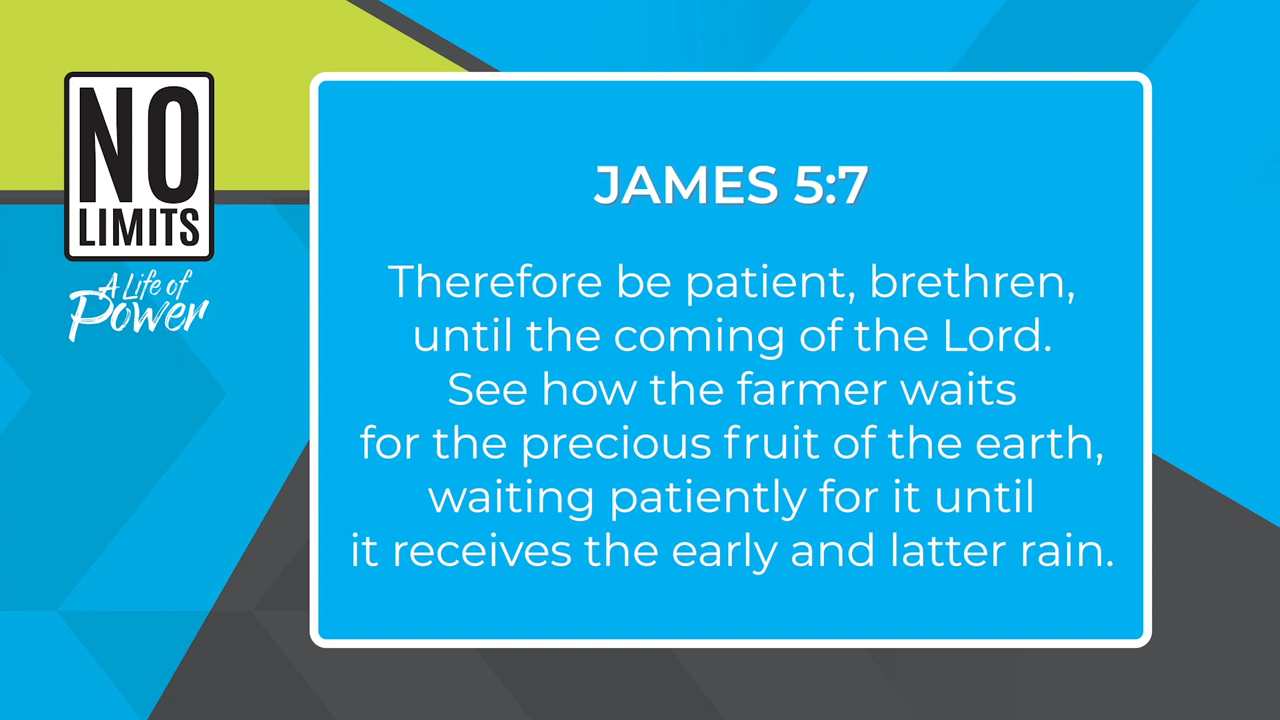 NO
LIMITS
A Life of
Power
JAMES 5:7
Therefore be patient, brethren,
until the coming of the Lord.
See how the farmer waits
for the precious fruit of the earth,
waiting patiently for it until
it receives the early and latter rain.